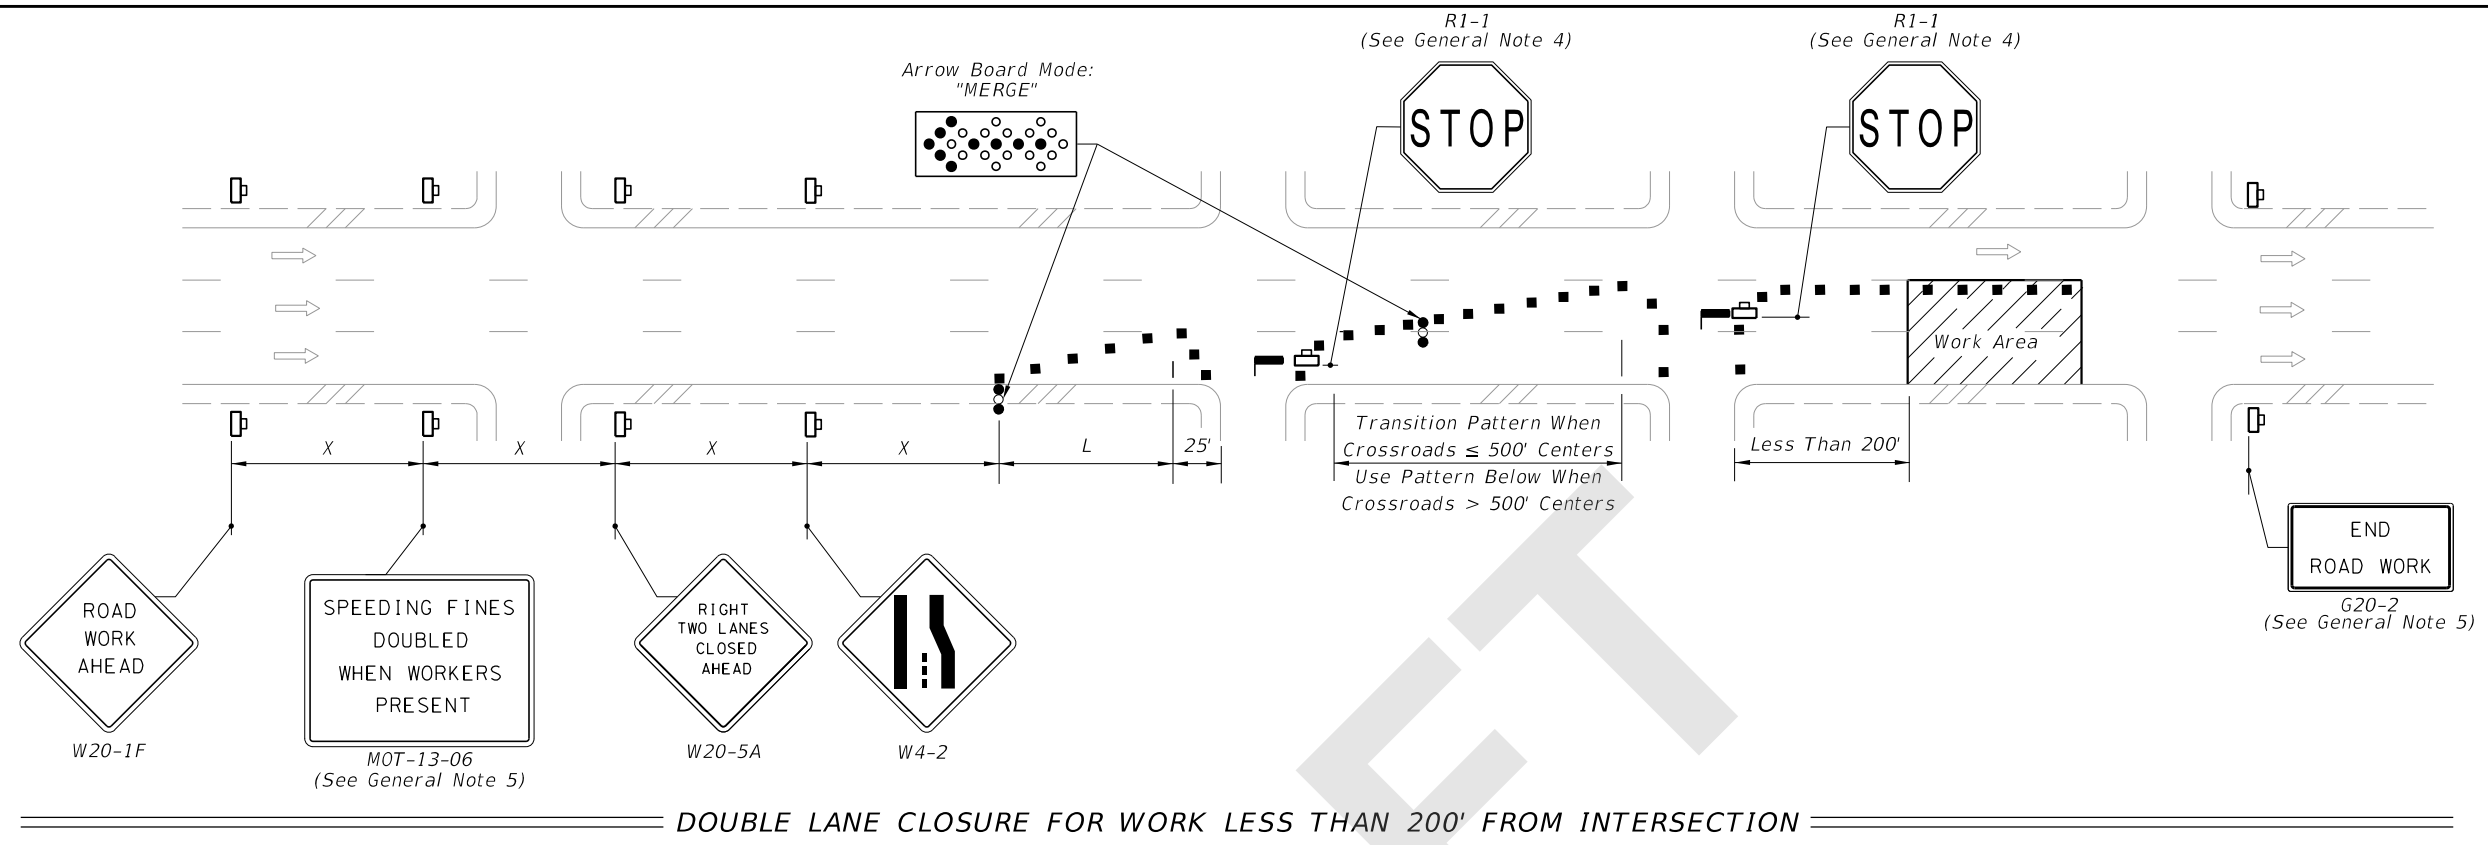 R1-1
(See General Note 4)
R1-1
(See General Note 4)
Arrow Board Mode:
"MERGE"
STOP
STOP
Work Area
X
X
X
X
L
25'
Transition Pattern When
Crossroads ≤ 500' Centers
Use Pattern Below When
Crossroads > 500' Centers
Less Than 200'
ROAD
WORK
AHEAD
W20-1F
SPEEDING FINES
DOUBLED
WHEN WORKERS
PRESENT
MOT-13-06
(See General Note 5)
RIGHT
TWO LANES
CLOSED
AHEAD
W20-5A
W4-2
END
ROAD WORK
G20-2
(See General Note 5)
FT
DOUBLE LANE CLOSURE FOR WORK LESS THAN 200' FROM INTERSECTION